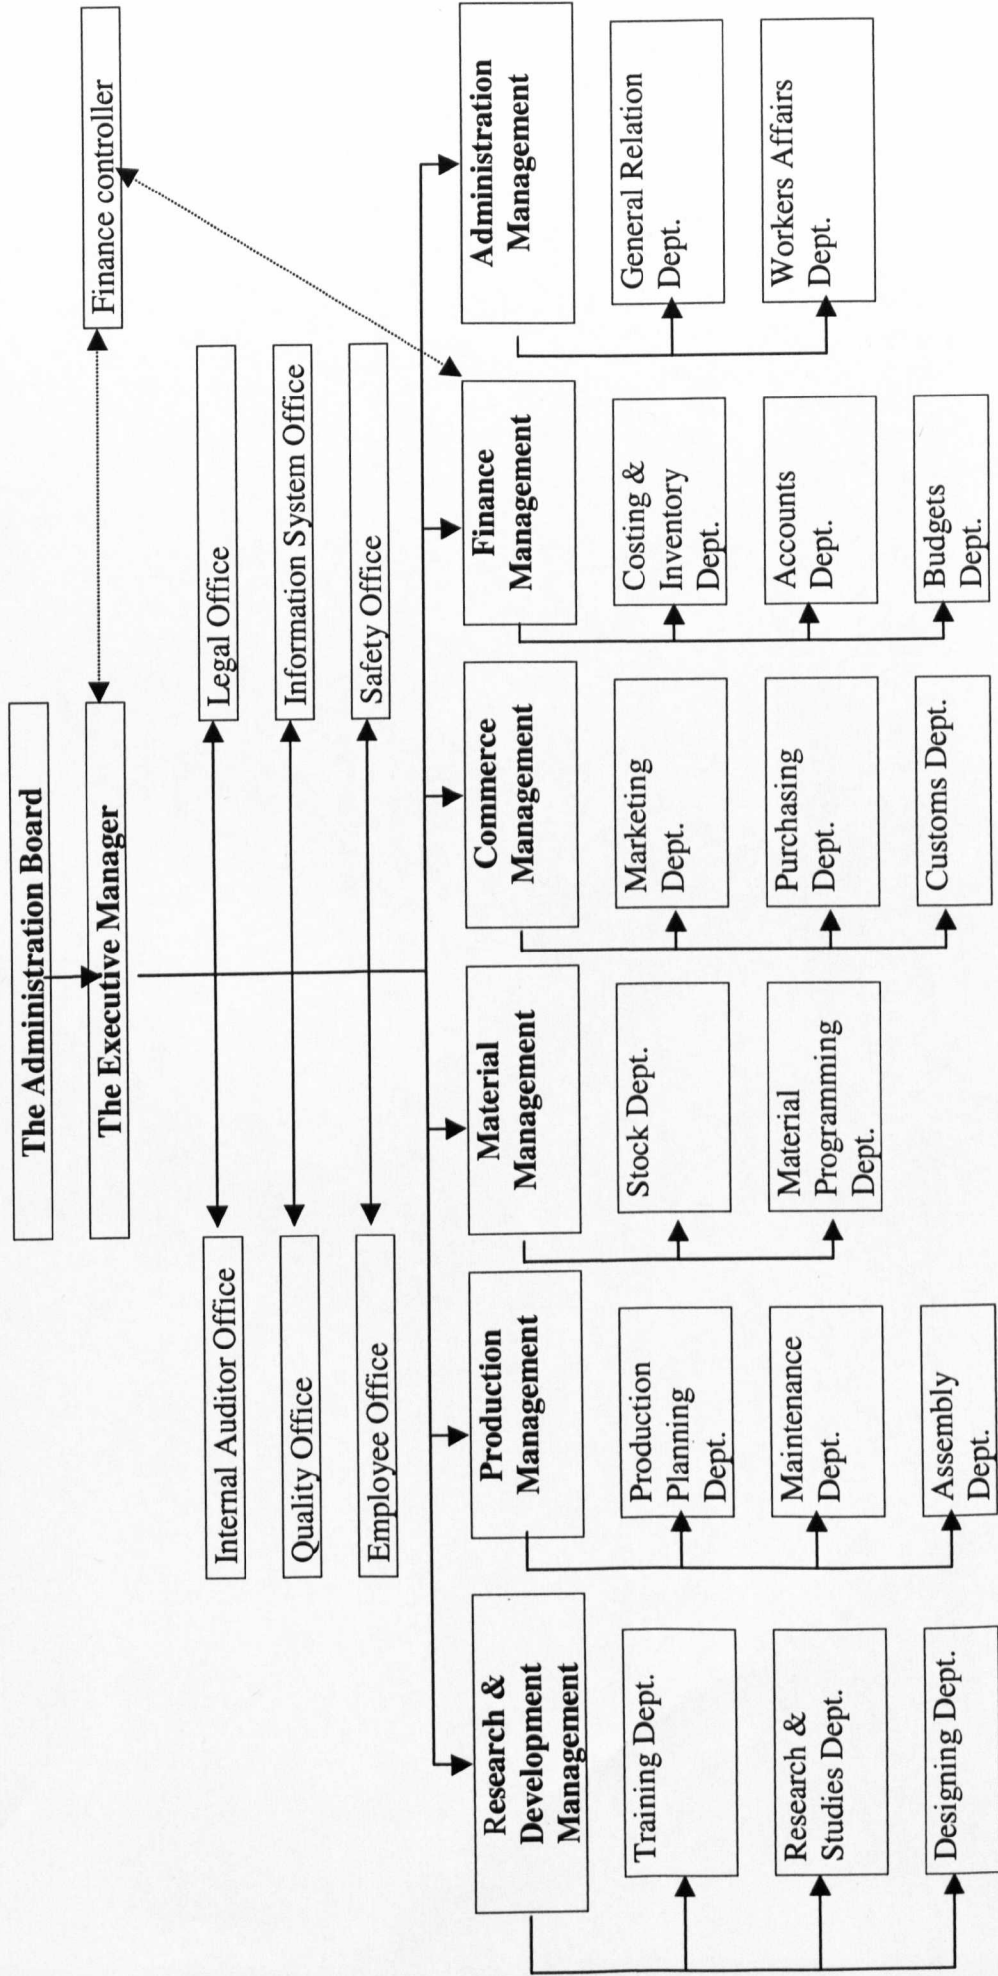 The Administration Board
The Executive Manager
Finance controller
Internal Auditor Office
Legal Office
Quality Office
Information System Office
Employee Office
Safety Office
Research &
Development
Management
Training Dept.
Research &
Studies Dept.
Designing Dept.
Production
Management
Production
Planning
Dept.
Maintenance
Dept.
Assembly
Dept.
Material
Management
Stock Dept.
Material
Programming
Dept.
Commerce
Management
Marketing
Dept.
Purchasing
Dept.
Customs Dept.
Finance
Management
Costing &
Inventory
Dept.
Accounts
Dept.
Budgets
Dept.
Administration
Management
General Relation
Dept.
Workers Affairs
Dept.